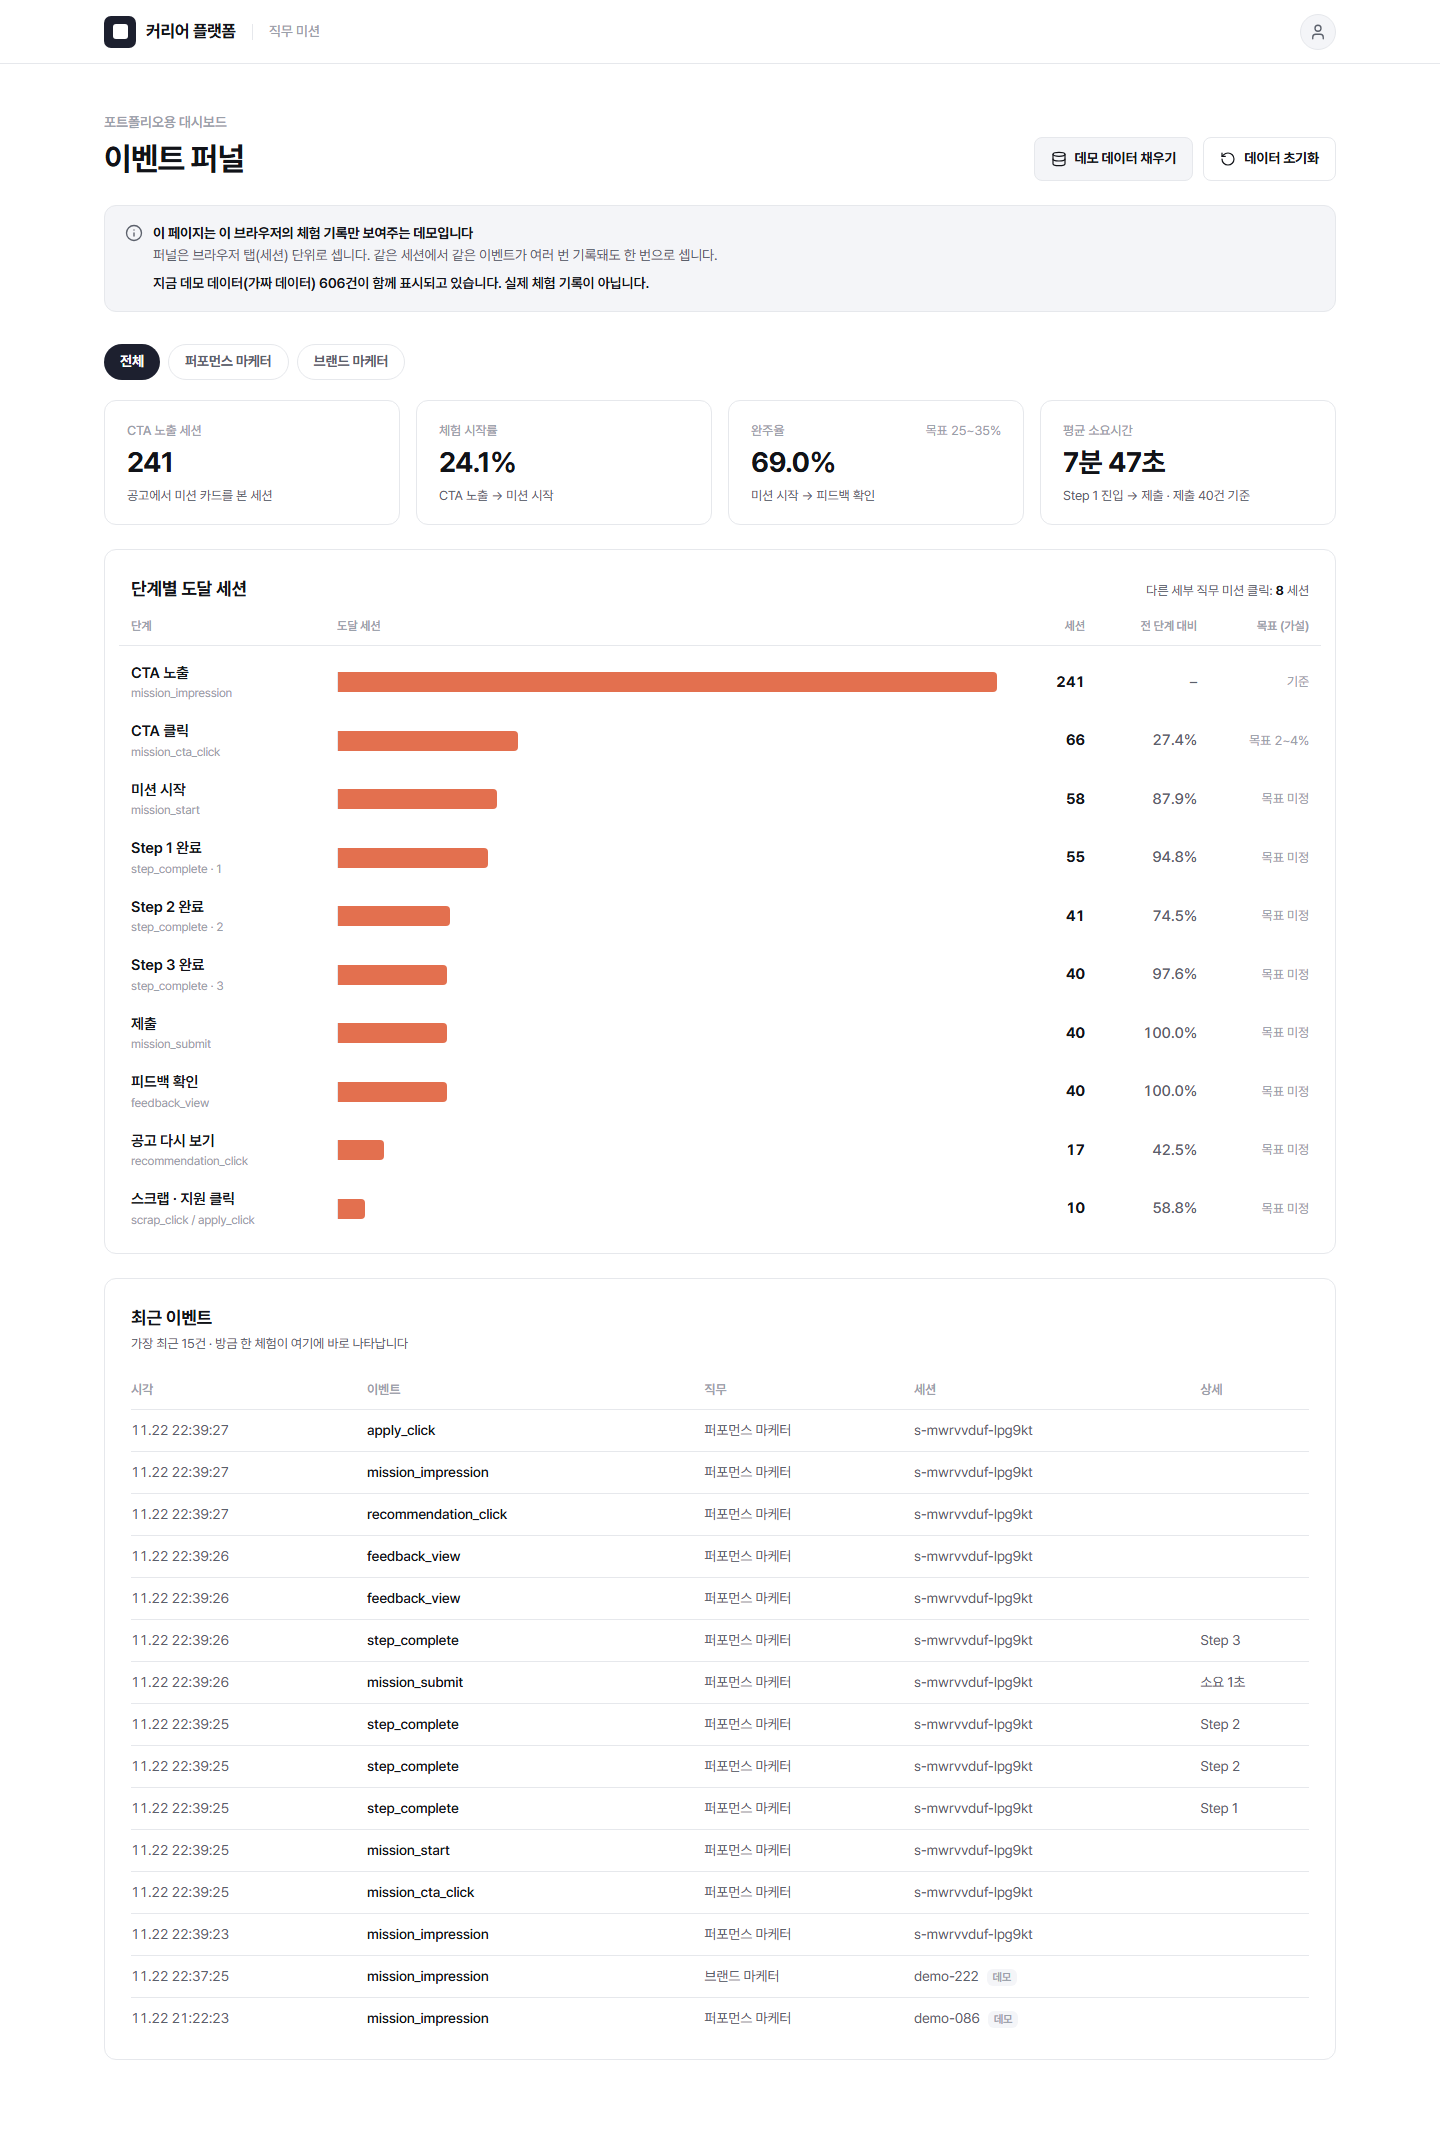 커리어 플랫폼 직무 미션
포트폴리오용 대시보드
이벤트 퍼널
데모 데이터 채우기 데이터 초기화
이 페이지는 이 브라우저의 체험 기록만 보여주는 데모입니다
퍼널은 브라우저 탭(세션) 단위로 셉니다. 같은 세션에서 같은 이벤트가 여러 번 기록돼도 한 번으로 셉니다.
지금 데모 데이터(가짜 데이터) 606건이 함께 표시되고 있습니다. 실제 체험 기록이 아닙니다.
전체 퍼포먼스 마케터 브랜드 마케터
CTA 노출 세션
241
공고에서 미션 카드를 본 세션
체험 시작률
24.1%
CTA 노출 → 미션 시작
완주율 목표 25~35%
69.0%
미션 시작 → 피드백 확인
평균 소요시간
7분 47초
Step 1 진입 → 제출 · 제출 40건 기준
단계별 도달 세션 다른 세부 직무 미션 클릭: 8 세션
단계 도달 세션 세션 전 단계 대비 목표 (가설)
CTA 노출 241 – 기준
mission_impression
CTA 클릭 66 27.4% 목표 2~4%
mission_cta_click
미션 시작 58 87.9% 목표 미정
mission_start
Step 1 완료 55 94.8% 목표 미정
step_complete · 1
Step 2 완료 41 74.5% 목표 미정
step_complete · 2
Step 3 완료 40 97.6% 목표 미정
step_complete · 3
제출 40 100.0% 목표 미정
mission_submit
피드백 확인 40 100.0% 목표 미정
feedback_view
공고 다시 보기 17 42.5% 목표 미정
recommendation_click
스크랩 · 지원 클릭 10 58.8% 목표 미정
scrap_click / apply_click
최근 이벤트
가장 최근 15건 · 방금 한 체험이 여기에 바로 나타납니다
시각 이벤트 직무 세션 상세
11.22 22:39:27 apply_click 퍼포먼스 마케터 s-mwrvvduf-lpg9kt
11.22 22:39:27 mission_impression 퍼포먼스 마케터 s-mwrvvduf-lpg9kt
11.22 22:39:27 recommendation_click 퍼포먼스 마케터 s-mwrvvduf-lpg9kt
11.22 22:39:26 feedback_view 퍼포먼스 마케터 s-mwrvvduf-lpg9kt
11.22 22:39:26 feedback_view 퍼포먼스 마케터 s-mwrvvduf-lpg9kt
11.22 22:39:26 step_complete 퍼포먼스 마케터 s-mwrvvduf-lpg9kt Step 3
11.22 22:39:26 mission_submit 퍼포먼스 마케터 s-mwrvvduf-lpg9kt 소요 1초
11.22 22:39:25 step_complete 퍼포먼스 마케터 s-mwrvvduf-lpg9kt Step 2
11.22 22:39:25 step_complete 퍼포먼스 마케터 s-mwrvvduf-lpg9kt Step 2
11.22 22:39:25 step_complete 퍼포먼스 마케터 s-mwrvvduf-lpg9kt Step 1
11.22 22:39:25 mission_start 퍼포먼스 마케터 s-mwrvvduf-lpg9kt
11.22 22:39:25 mission_cta_click 퍼포먼스 마케터 s-mwrvvduf-lpg9kt
11.22 22:39:23 mission_impression 퍼포먼스 마케터 s-mwrvvduf-lpg9kt
11.22 22:37:25 mission_impression 브랜드 마케터 demo-222 데모
11.22 21:22:23 mission_impression 퍼포먼스 마케터 demo-086 데모